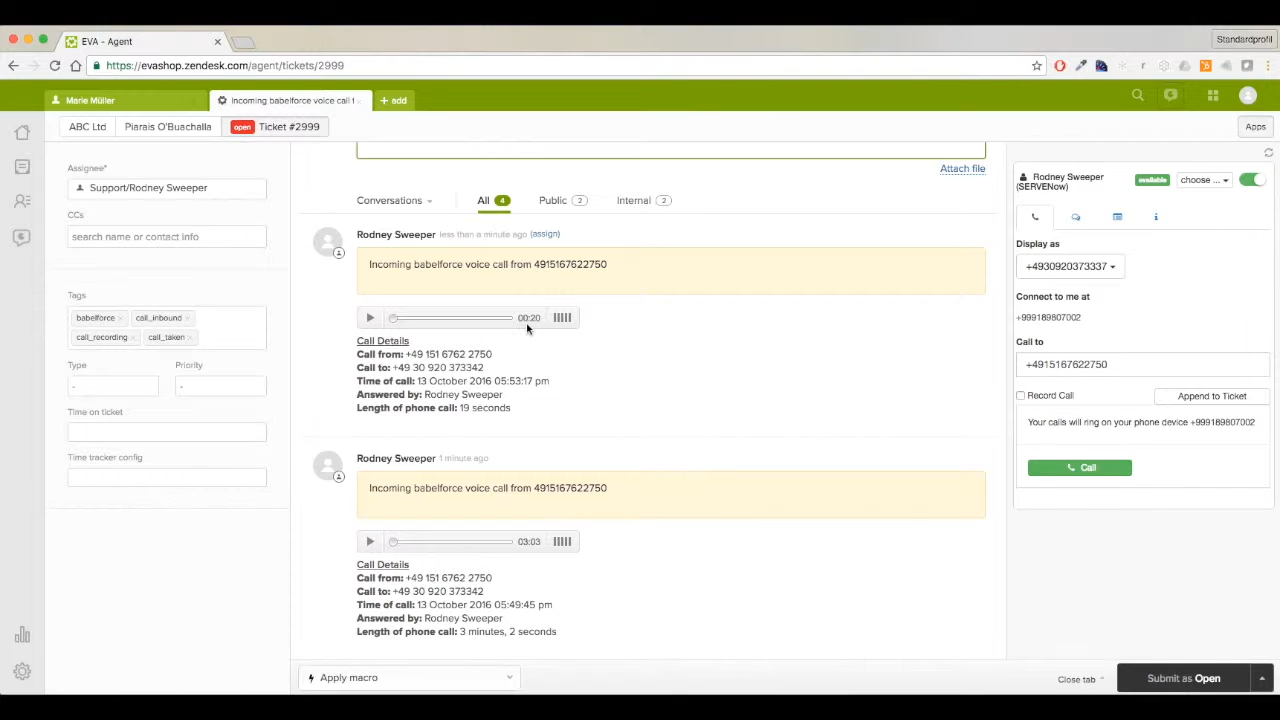 EVA - Agent
Standardprofil
https://evashop.zendesk.com/agent/tickets/2999
Marie Müller
Incoming babelforce voice call f
+ add
ABC Ltd
Piarais O'Buachalla
open Ticket #2999
Apps
Assignee*
Support/Rodney Sweeper
CCs
search name or contact info
Tags
babelforce ×
call_inbound ×
call_recording ×
call_taken ×
Type
Priority
-
-
Time on ticket
Time tracker config
Attach file
Conversations
All 4
Public 2
Internal 2
Rodney Sweeper less than a minute ago (assign)
Incoming babelforce voice call from 4915167622750
00:20
Call Details
Call from: +49 151 6762 2750
Call to: +49 30 920 373342
Time of call: 13 October 2016 05:53:17 pm
Answered by: Rodney Sweeper
Length of phone call: 19 seconds
Rodney Sweeper 1 minute ago
Incoming babelforce voice call from 4915167622750
03:03
Call Details
Call from: +49 151 6762 2750
Call to: +49 30 920 373342
Time of call: 13 October 2016 05:49:45 pm
Answered by: Rodney Sweeper
Length of phone call: 3 minutes, 2 seconds
Apply macro
Close tab
Submit as Open
Rodney Sweeper
(SERVENow)
available
choose ...
Display as
+4930920373337
Connect to me at
+999189807002
Call to
+4915167622750
Record Call
Append to Ticket
Your calls will ring on your phone device +999189807002
Call